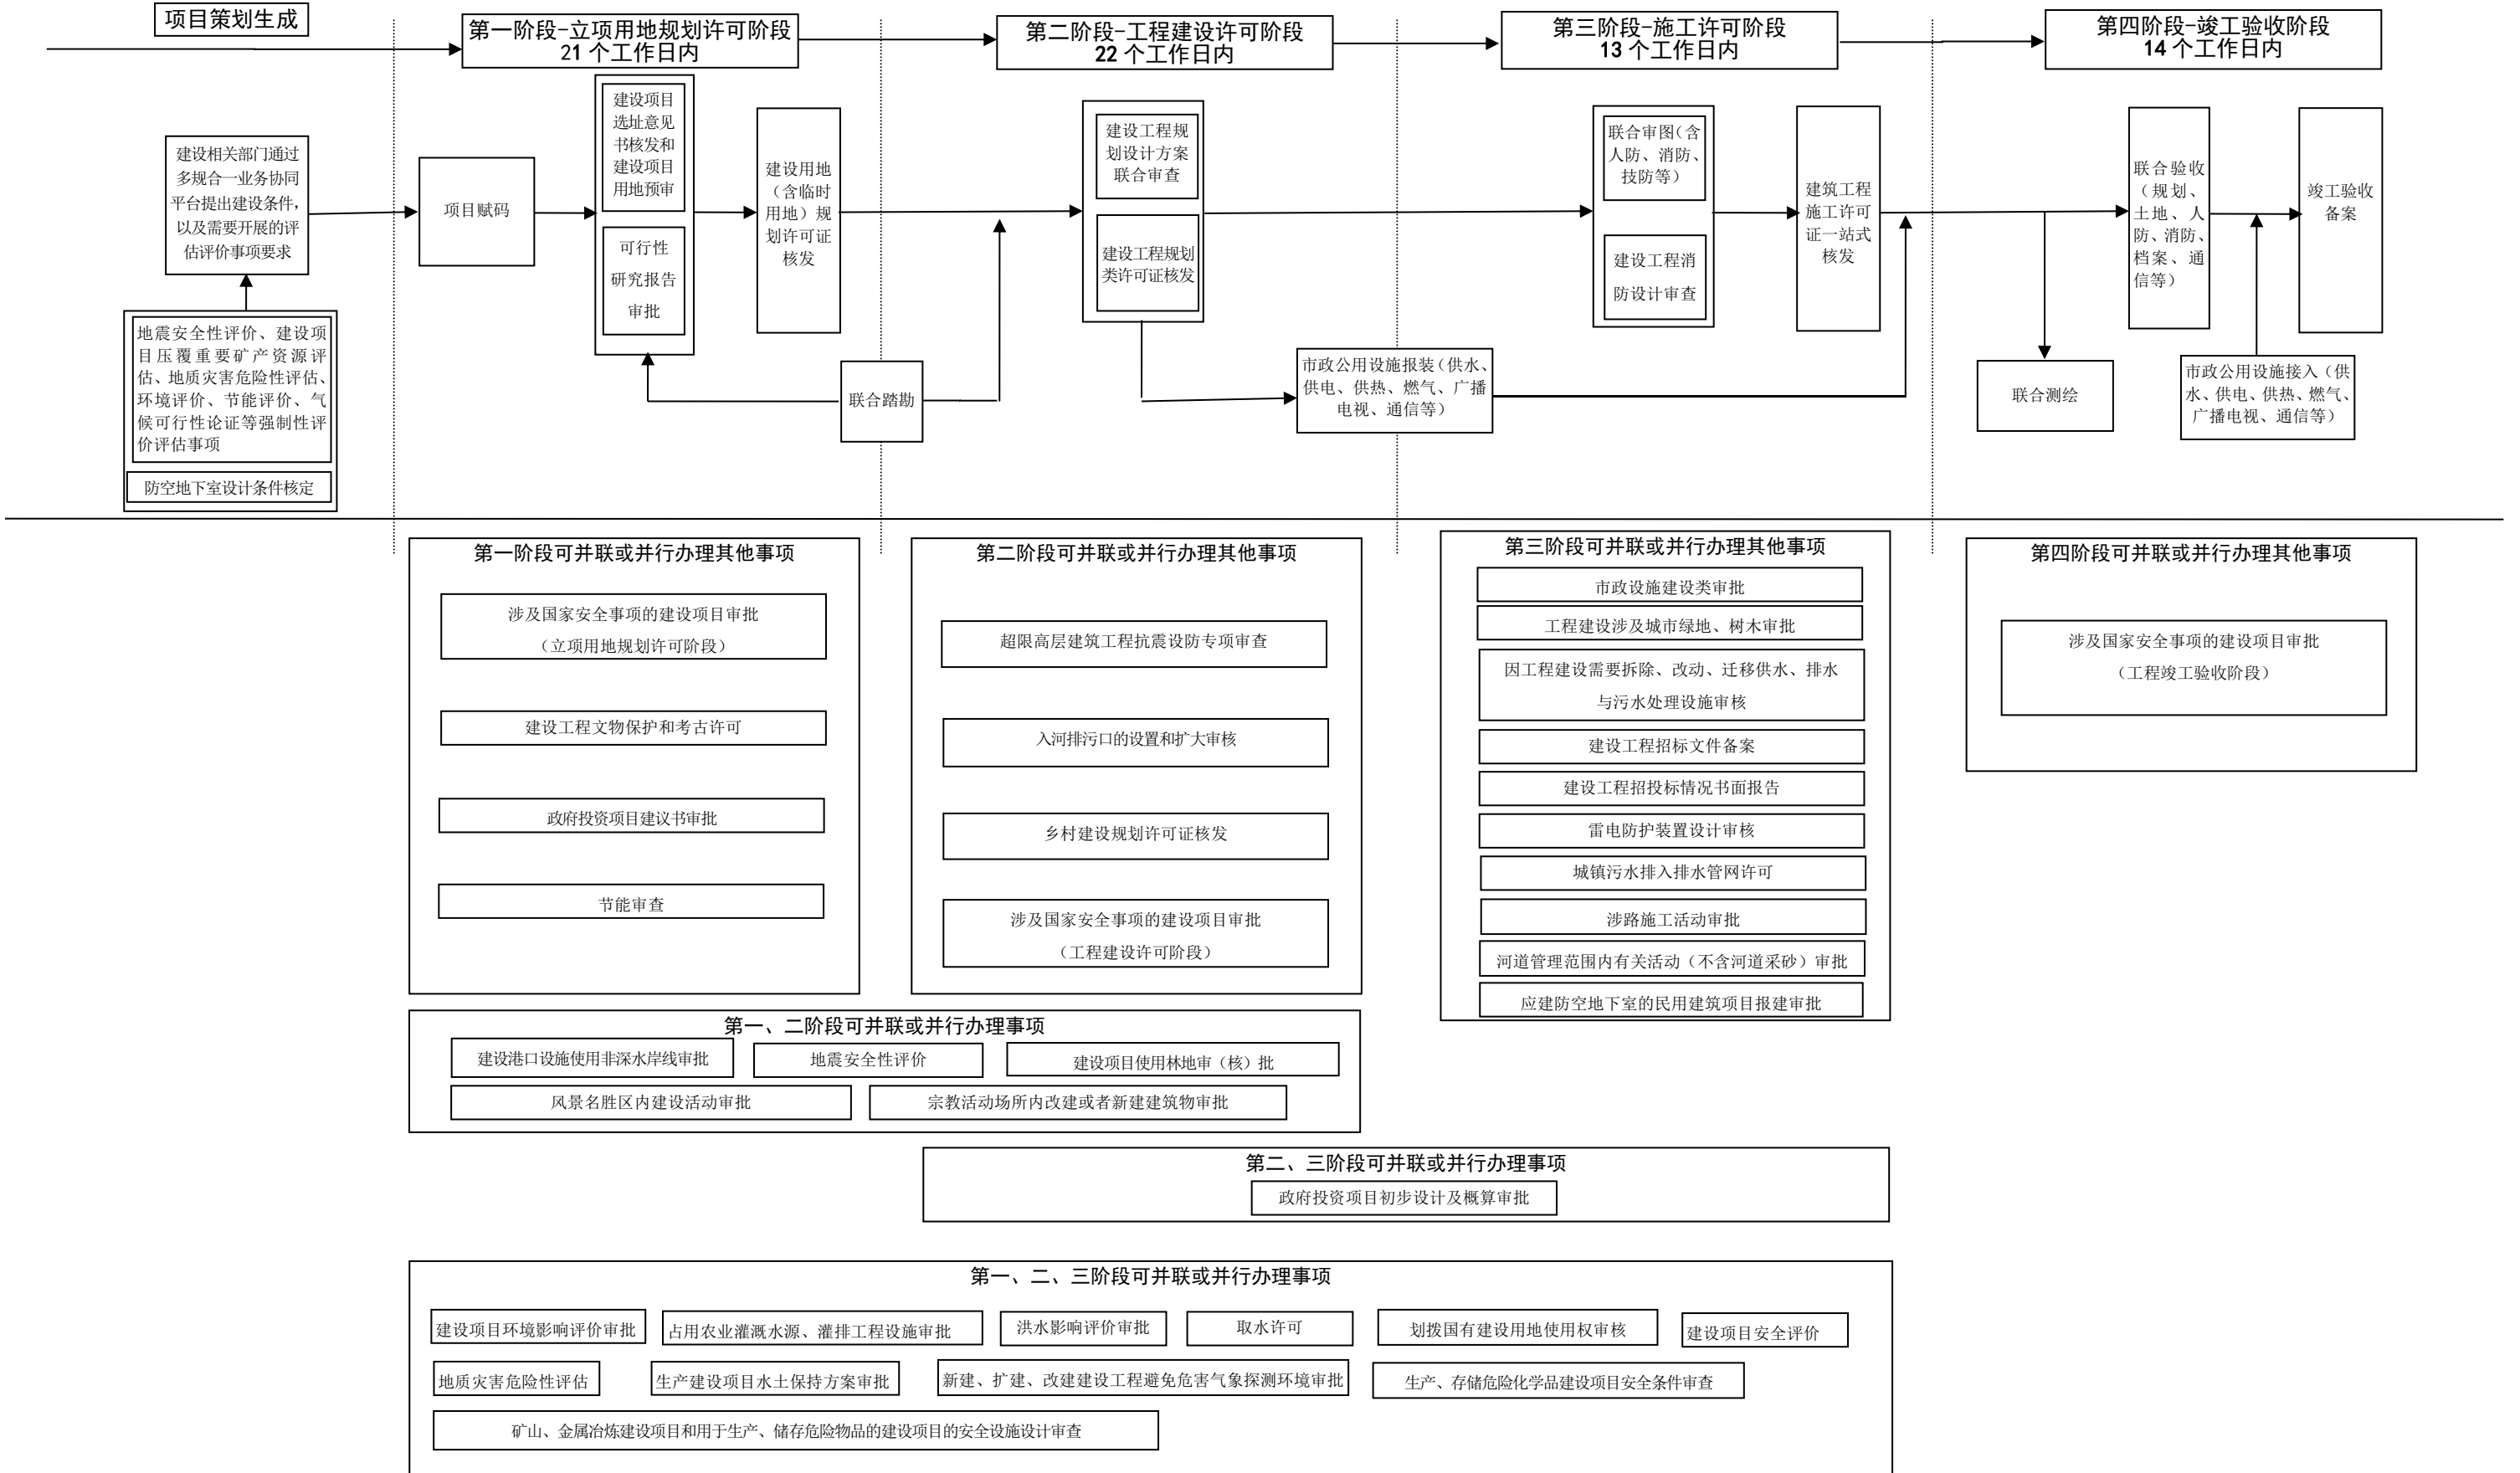 项目策划生成
第一阶段-立项用地规划许可阶段
21 个工作日内
第二阶段-工程建设许可阶段
22 个工作日内
第三阶段-施工许可阶段
13 个工作日内
第四阶段-竣工验收阶段
14 个工作日内
建设相关部门通过
多规合一业务协同
平台提出建设条件,
以及需要开展的评
估评价事项要求
地震安全性评价、建设项
目压覆重要矿产资源评
估、地质灾害危险性评估、
环境评价、节能评价、气
候可行性论证等强制性评
价评估事项
防空地下室设计条件核定
项目赋码
建设项目
选址意见
书核发和
建设项目
用地预审
可行性
研究报告
审批
建设用地
（含临时
用地）规
划许可证
核发
联合踏勘
建设工程规
划设计方案
联合审查
建设工程规划
类许可证核发
市政公用设施报装（供水、
供电、供热、燃气、广播
电视、通信等）
联合审图（含
人防、消防、
技防等）
建设工程消
防设计审查
建筑工程
施工许可
证一站式
核发
联合测绘
联合验收
（规划、
土地、人
防、消防、
档案、通
信等）
市政公用设施接入（供
水、供电、供热、燃气、
广播电视、通信等）
竣工验收
备案
第一阶段可并联或并行办理其他事项
涉及国家安全事项的建设项目审批
（立项用地规划许可阶段）
建设工程文物保护和考古许可
政府投资项目建议书审批
节能审查
第二阶段可并联或并行办理其他事项
超限高层建筑工程抗震设防专项审查
入河排污口的设置和扩大审核
乡村建设规划许可证核发
涉及国家安全事项的建设项目审批
（工程建设许可阶段）
第三阶段可并联或并行办理其他事项
市政设施建设类审批
工程建设涉及城市绿地、树木审批
因工程建设需要拆除、改动、迁移供水、排水
与污水处理设施审核
建设工程招标文件备案
建设工程招投标情况书面报告
雷电防护装置设计审核
城镇污水排入排水管网许可
涉路施工活动审批
河道管理范围内有关活动（不含河道采砂）审批
应建防空地下室的民用建筑项目报建审批
第四阶段可并联或并行办理其他事项
涉及国家安全事项的建设项目审批
（工程竣工验收阶段）
第一、二阶段可并联或并行办理事项
建设港口设施使用非深水岸线审批
地震安全性评价
建设项目使用林地审（核）批
风景名胜区内建设活动审批
宗教活动场所内改建或者新建建筑物审批
第二、三阶段可并联或并行办理事项
政府投资项目初步设计及概算审批
第一、二、三阶段可并联或并行办理事项
建设项目环境影响评价审批
占用农业灌溉水源、灌排工程设施审批
洪水影响评价审批
取水许可
划拨国有建设用地使用权审核
建设项目安全评价
地质灾害危险性评估
生产建设项目水土保持方案审批
新建、扩建、改建建设工程避免危害气象探测环境审批
生产、存储危险化学品建设项目安全条件审查
矿山、金属冶炼建设项目和用于生产、储存危险物品的建设项目的安全设施设计审查